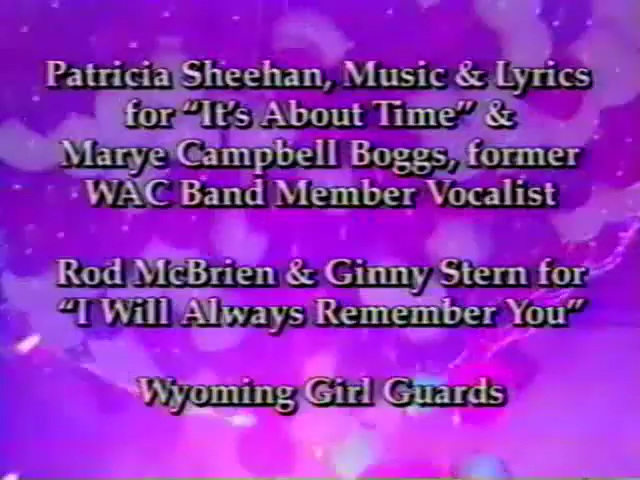 Patricia Sheehan, Music & Lyrics
for "It's About Time" &
Marye Campbell Boggs, former
WAC Band Member Vocalist
Rod McBrien & Ginny Stern for
"I Will Always Remember You"
Wyoming Girl Guards